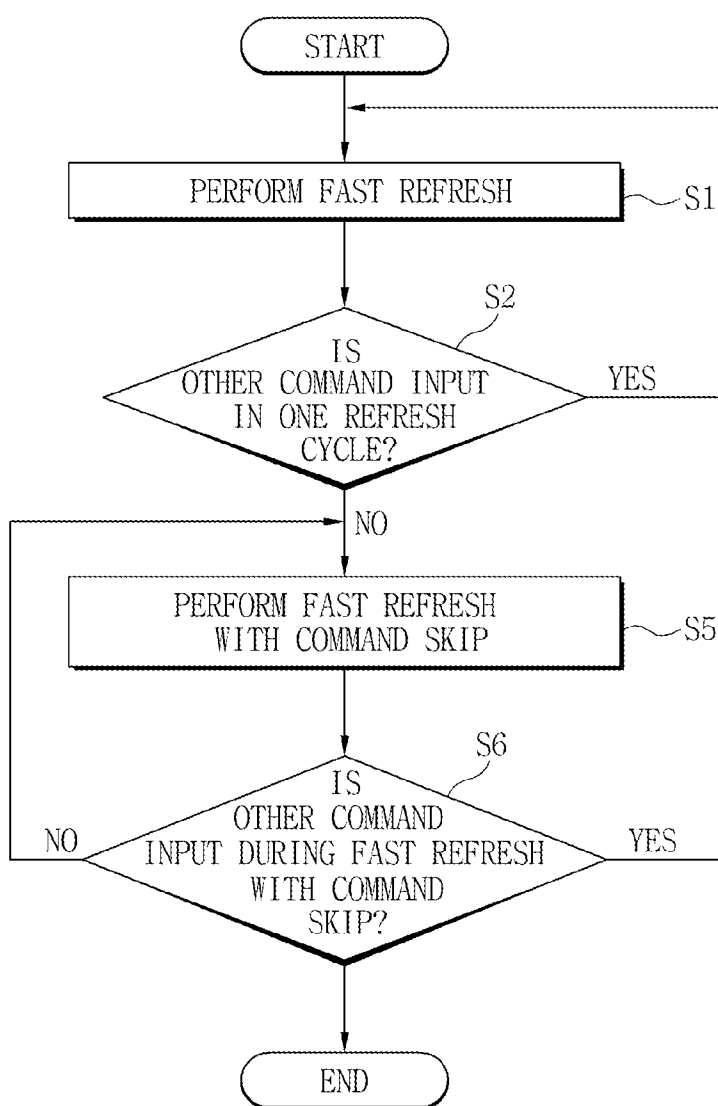 START
PERFORM FAST REFRESH
S1
S2
IS
OTHER COMMAND INPUT
IN ONE REFRESH
CYCLE?
YES
NO
PERFORM FAST REFRESH
WITH COMMAND SKIP
S5
S6
IS
OTHER COMMAND
INPUT DURING FAST REFRESH
WITH COMMAND
SKIP?
NO
YES
END